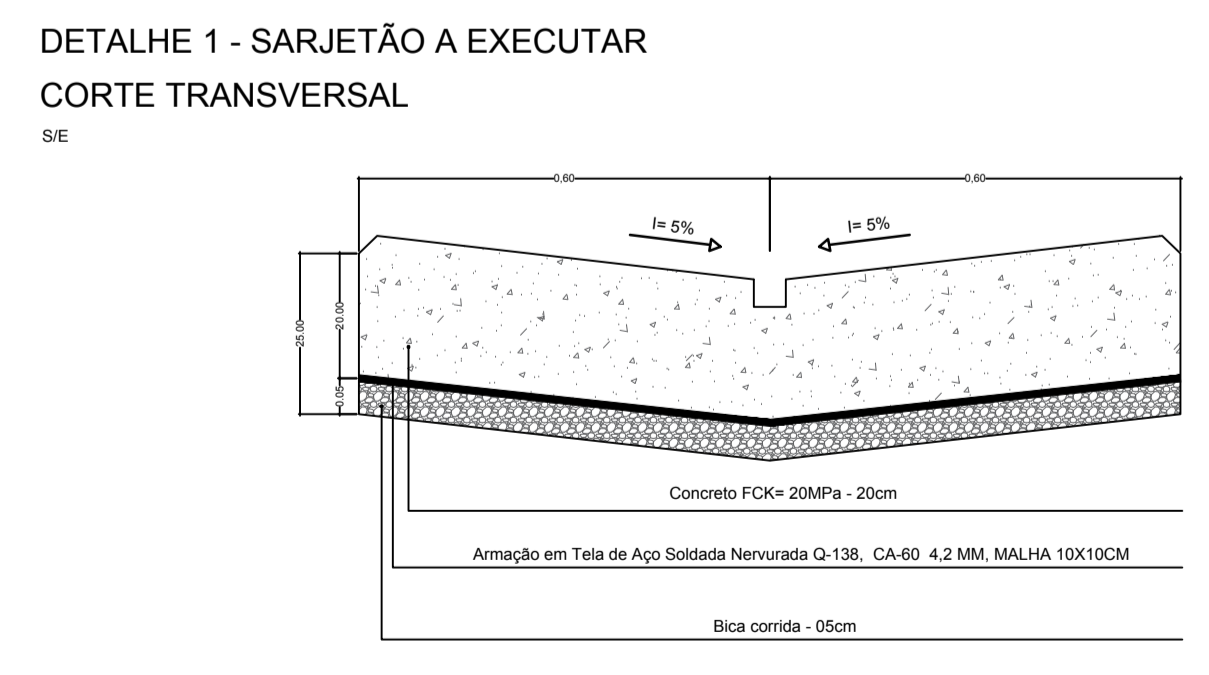 DETALHE 1 - SARJETÃO A EXECUTAR
CORTE TRANSVERSAL
S/E
0,60
0,60
I= 5%
I= 5%
25.00
20.00
0.05
Concreto FCK= 20MPa - 20cm
Armação em Tela de Aço Soldada Nervurada Q-138, CA-60 4,2 MM, MALHA 10X10CM
Bica corrida - 05cm